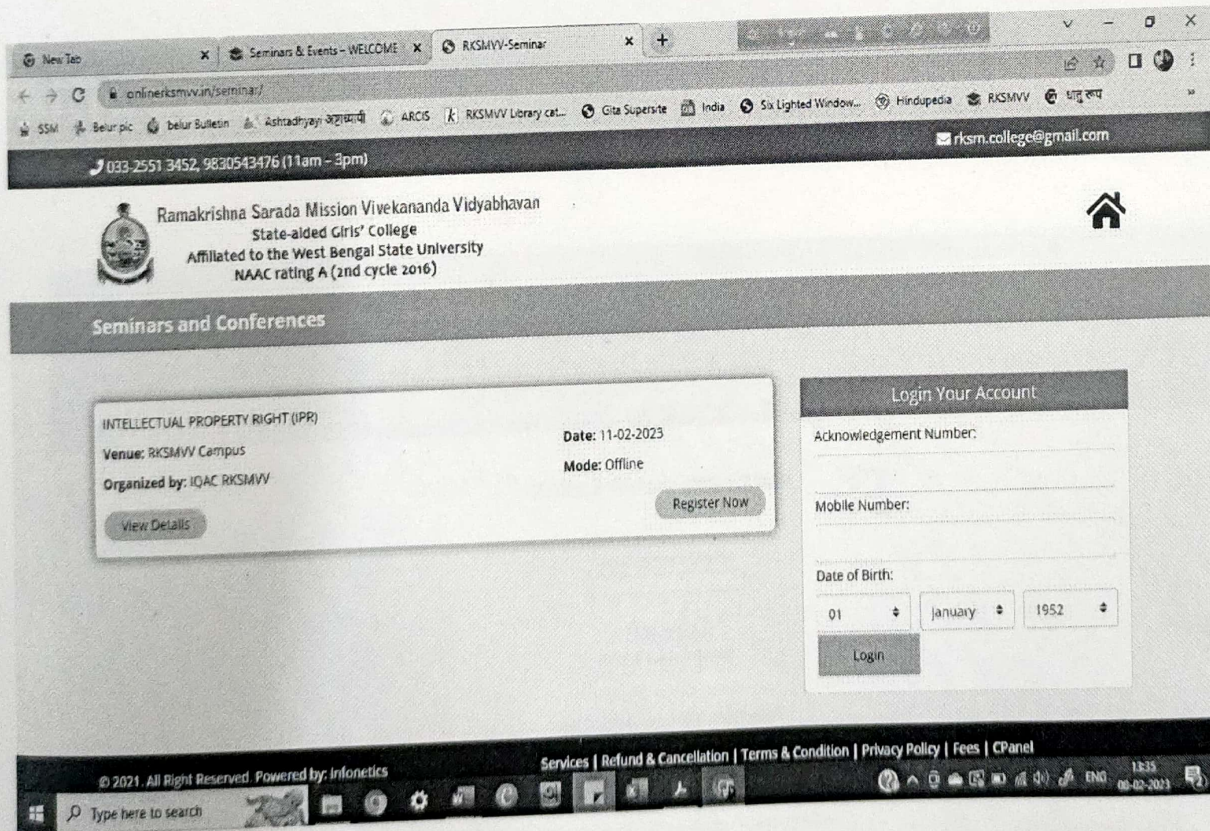 New Tab
Seminars & Events – WELCOME
RKSMVV-Seminar
onlinerksmvv.in/seminar/
SSM
Belur pic
belur Bulletin
Ashtadhyayi अष्टाध्यायी
ARCIS
RKSMVV Library cat...
Gita Supersite
India
Six Lighted Window...
Hindupedia
RKSMVV
धातु रूप
033-2551 3452, 9830543476 (11am – 3pm)
rksm.college@gmail.com
Ramakrishna Sarada Mission Vivekananda Vidyabhavan
State-aided Girls' College
Affiliated to the West Bengal State University
NAAC rating A (2nd cycle 2016)
Seminars and Conferences
INTELLECTUAL PROPERTY RIGHT (IPR)
Venue: RKSMVV Campus
Organized by: IQAC RKSMVV
View Details
Date: 11-02-2023
Mode: Offline
Register Now
Login Your Account
Acknowledgement Number:
Mobile Number:
Date of Birth:
01
January
1952
Login
© 2021. All Right Reserved. Powered by: Infonetics
Services | Refund & Cancellation | Terms & Condition | Privacy Policy | Fees | CPanel
Type here to search
ENG
13:35